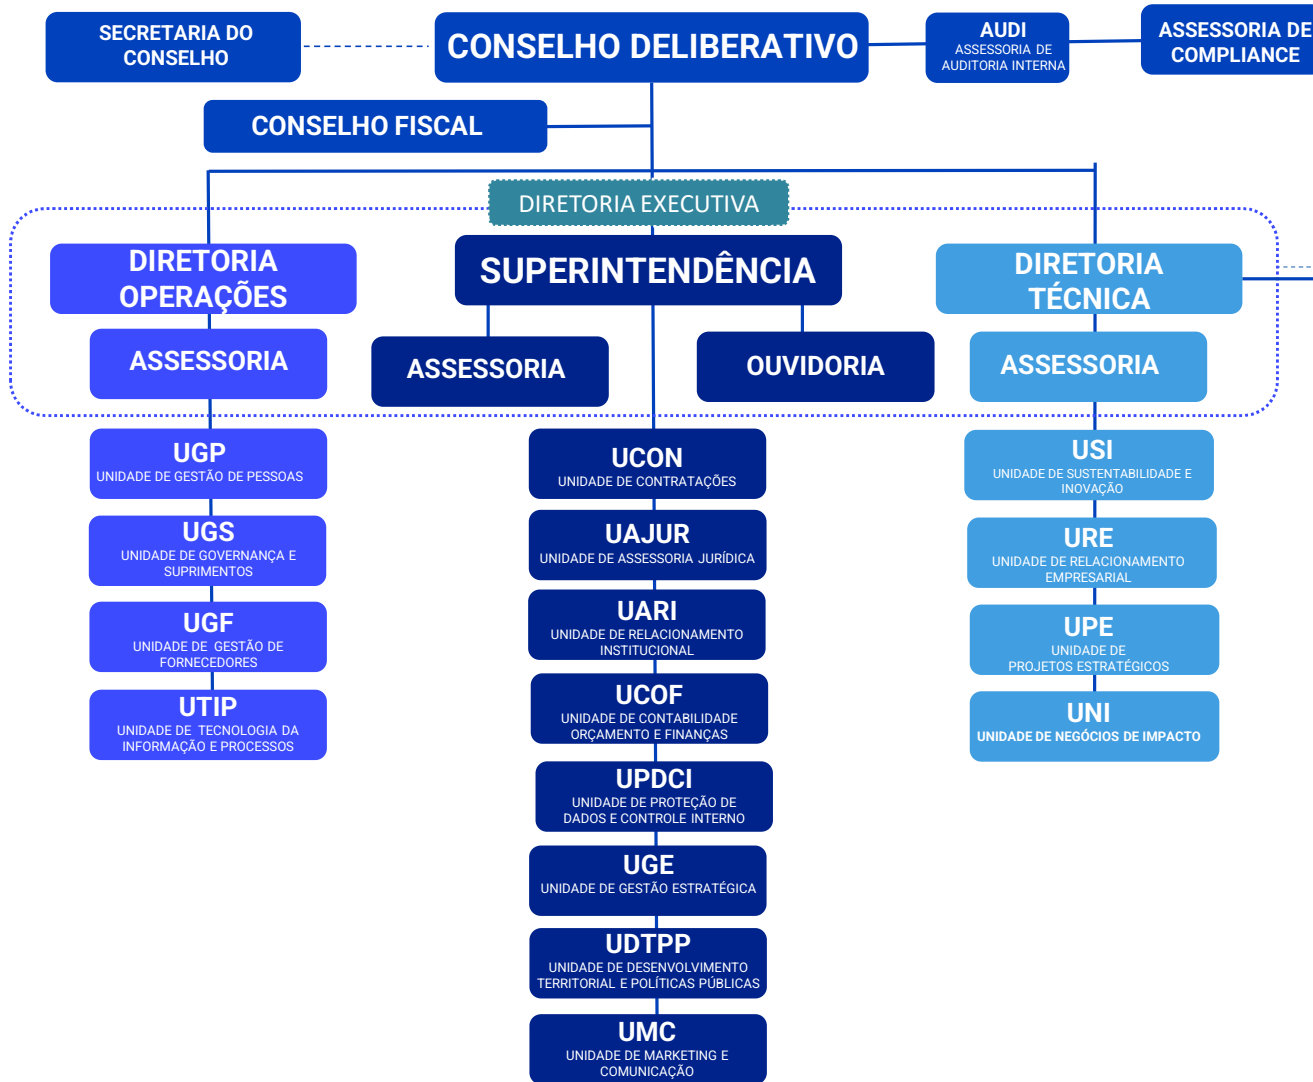 SECRETARIA DO
CONSELHO
CONSELHO DELIBERATIVO
AUDI
ASSESSORIA DE
AUDITORIA INTERNA
ASSESSORIA DE
COMPLIANCE
CONSELHO FISCAL
DIRETORIA EXECUTIVA
DIRETORIA
OPERAÇÕES
SUPERINTENDÊNCIA
DIRETORIA
TÉCNICA
ASSESSORIA
ASSESSORIA
OUVIDORIA
ASSESSORIA
UGP
UNIDADE DE GESTÃO DE PESSOAS
UGS
UNIDADE DE GOVERNANÇA E
SUPRIMENTOS
UGF
UNIDADE DE GESTÃO DE
FORNECEDORES
UTIP
UNIDADE DE TECNOLOGIA DA
INFORMAÇÃO E PROCESSOS
UCON
UNIDADE DE CONTRATAÇÕES
UAJUR
UNIDADE DE ASSESSORIA JURÍDICA
UARI
UNIDADE DE RELACIONAMENTO
INSTITUCIONAL
UCOF
UNIDADE DE CONTABILIDADE
ORÇAMENTO E FINANÇAS
UPDCI
UNIDADE DE PROTEÇÃO DE
DADOS E CONTROLE INTERNO
UGE
UNIDADE DE GESTÃO ESTRATÉGICA
UDTPP
UNIDADE DE DESENVOLVIMENTO
TERRITORIAL E POLÍTICAS PÚBLICAS
UMC
UNIDADE DE MARKETING E
COMUNICAÇÃO
USI
UNIDADE DE SUSTENTABILIDADE E
INOVAÇÃO
URE
UNIDADE DE RELACIONAMENTO
EMPRESARIAL
UPE
UNIDADE DE
PROJETOS ESTRATÉGICOS
UNI
UNIDADE DE NEGÓCIOS DE IMPACTO